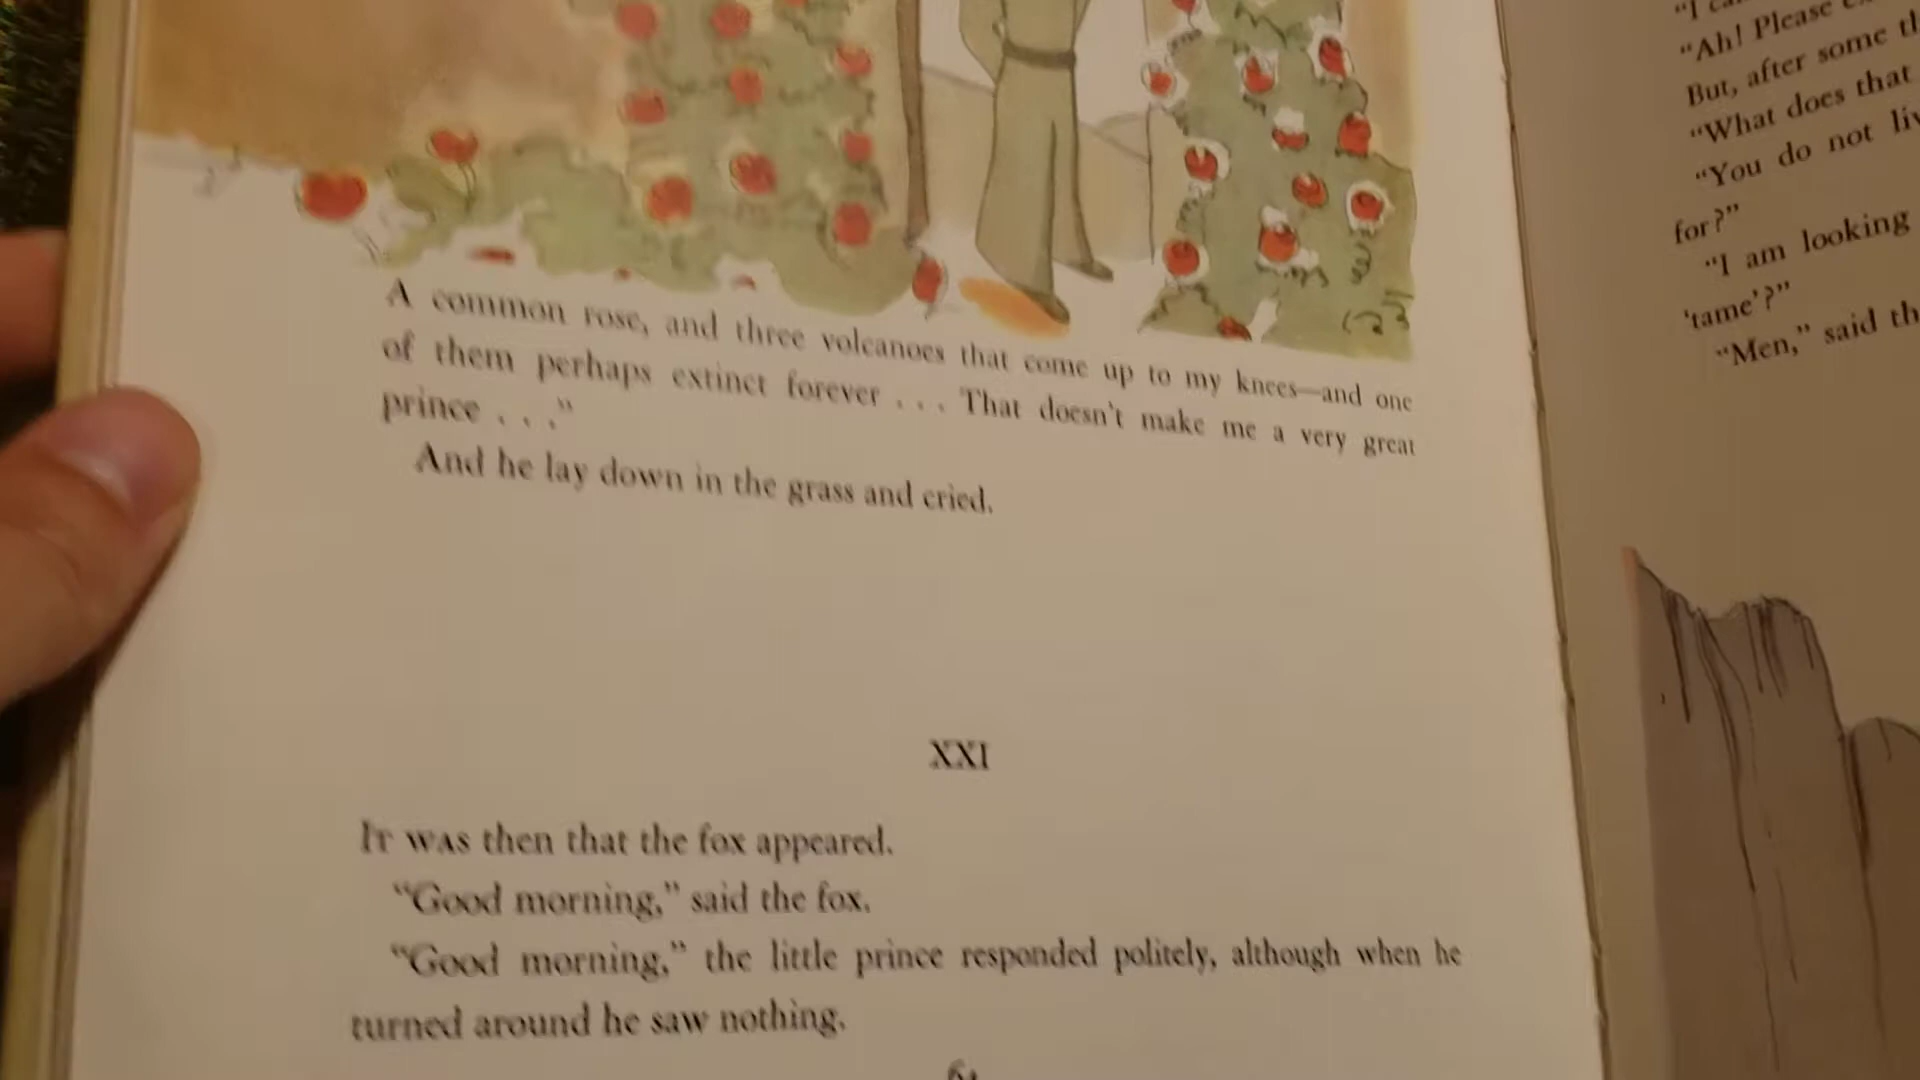 A common rose, and three volcanoes that come up to my knees—and one
of them perhaps extinct forever . . . That doesn't make me a very great
prince . . ."
And he lay down in the grass and cried.
XXI
It was then that the fox appeared.
"Good morning," said the fox.
"Good morning," the little prince responded politely, although when he
turned around he saw nothing.
"Ah! Please
But, after some
"What does that
"You do not
for?"
"I am looking
'tame'?"
"Men," said